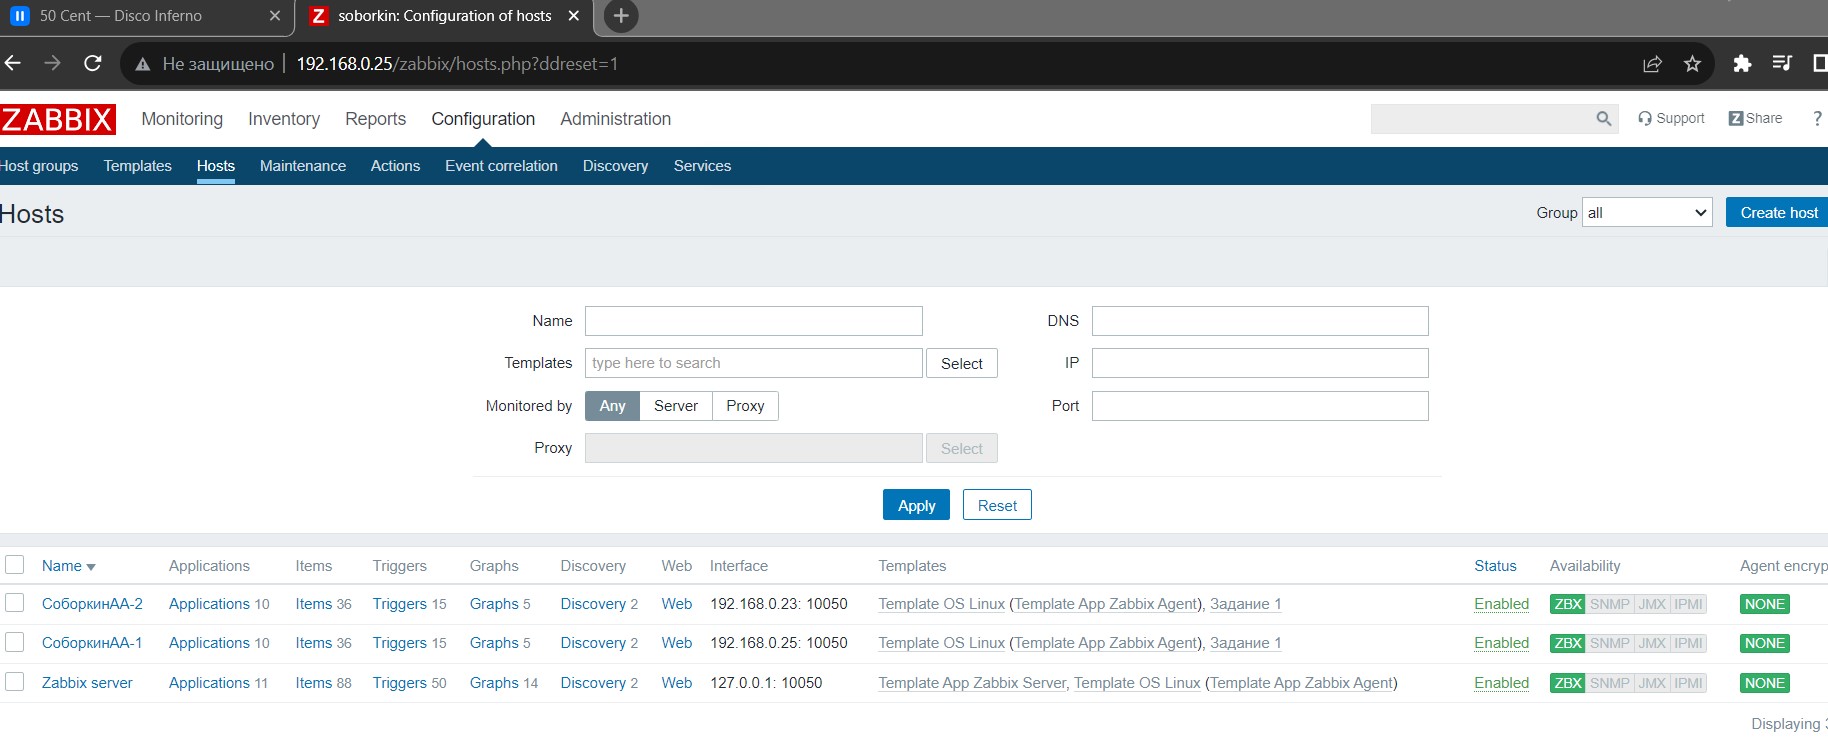 50 Cent — Disco Inferno
soborkin: Configuration of hosts
Не защищено 192.168.0.25/zabbix/hosts.php?ddreset=1
ZABBIX Monitoring Inventory Reports Configuration Administration Support Z Share ?
Host groups Templates Hosts Maintenance Actions Event correlation Discovery Services
Hosts Group all Create host
Name DNS
Templates type here to search Select IP
Monitored by Any Server Proxy Port
Proxy Select
Apply Reset
Name Applications Items Triggers Graphs Discovery Web Interface Templates Status Availability Agent encryp
СоборкинАА-2 Applications 10 Items 36 Triggers 15 Graphs 5 Discovery 2 Web 192.168.0.23: 10050 Template OS Linux (Template App Zabbix Agent), Задание 1 Enabled ZBX SNMP JMX IPMI NONE
СоборкинАА-1 Applications 10 Items 36 Triggers 15 Graphs 5 Discovery 2 Web 192.168.0.25: 10050 Template OS Linux (Template App Zabbix Agent), Задание 1 Enabled ZBX SNMP JMX IPMI NONE
Zabbix server Applications 11 Items 88 Triggers 50 Graphs 14 Discovery 2 Web 127.0.0.1: 10050 Template App Zabbix Server, Template OS Linux (Template App Zabbix Agent) Enabled ZBX SNMP JMX IPMI NONE
Displaying